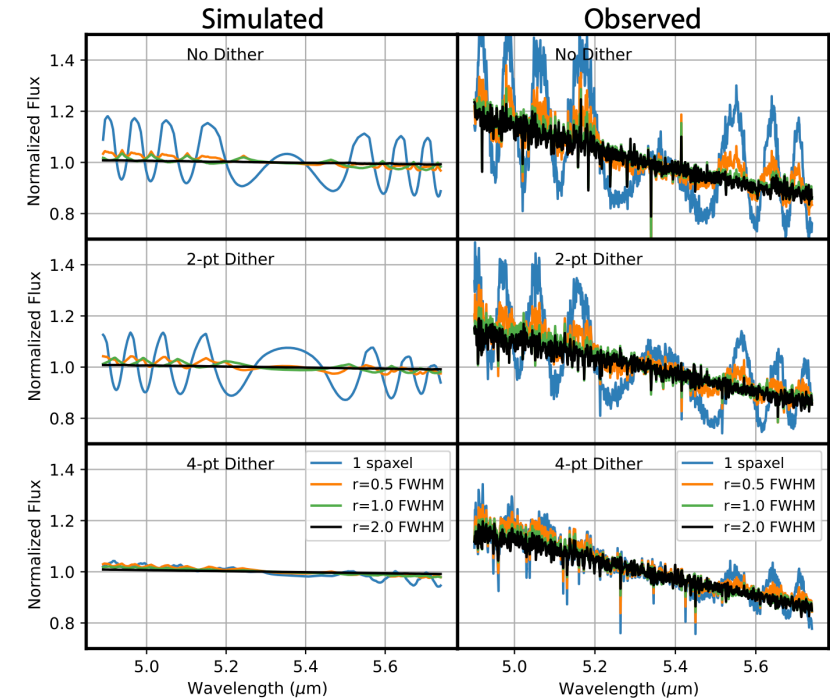 Simulated
Observed
Normalized Flux
1.4
1.2
1.0
0.8
No Dither
No Dither
Normalized Flux
1.4
1.2
1.0
0.8
2-pt Dither
2-pt Dither
Normalized Flux
1.4
1.2
1.0
0.8
4-pt Dither
1 spaxel
r=0.5 FWHM
r=1.0 FWHM
r=2.0 FWHM
4-pt Dither
1 spaxel
r=0.5 FWHM
r=1.0 FWHM
r=2.0 FWHM
5.0 5.2 5.4 5.6
Wavelength (μm)
5.0 5.2 5.4 5.6
Wavelength (μm)